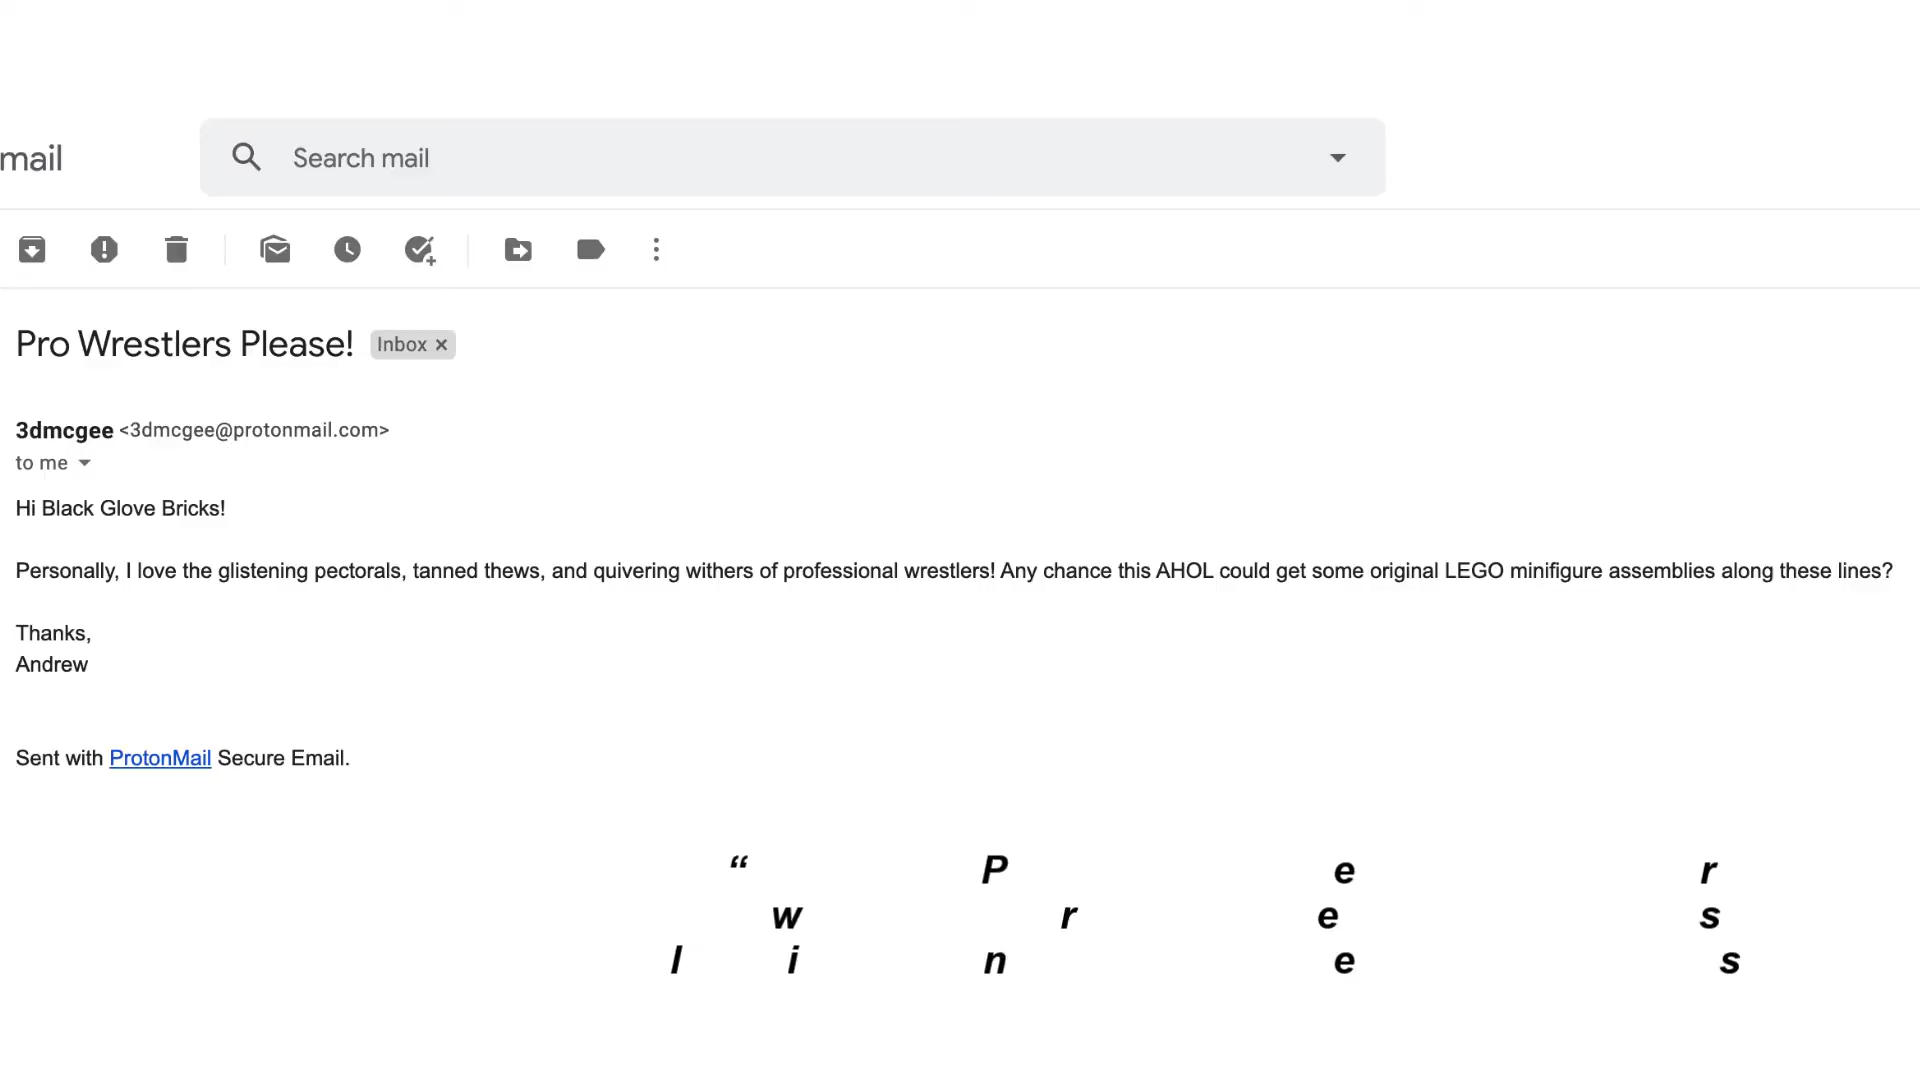 mail
Search mail
Pro Wrestlers Please! Inbox ×
3dmcgee <3dmcgee@protonmail.com>
to me
Hi Black Glove Bricks!
Personally, I love the glistening pectorals, tanned thews, and quivering withers of professional wrestlers! Any chance this AHOL could get some original LEGO minifigure assemblies along these lines?
Thanks,
Andrew
Sent with ProtonMail Secure Email.
“ P e r
w r e s
l i n e s